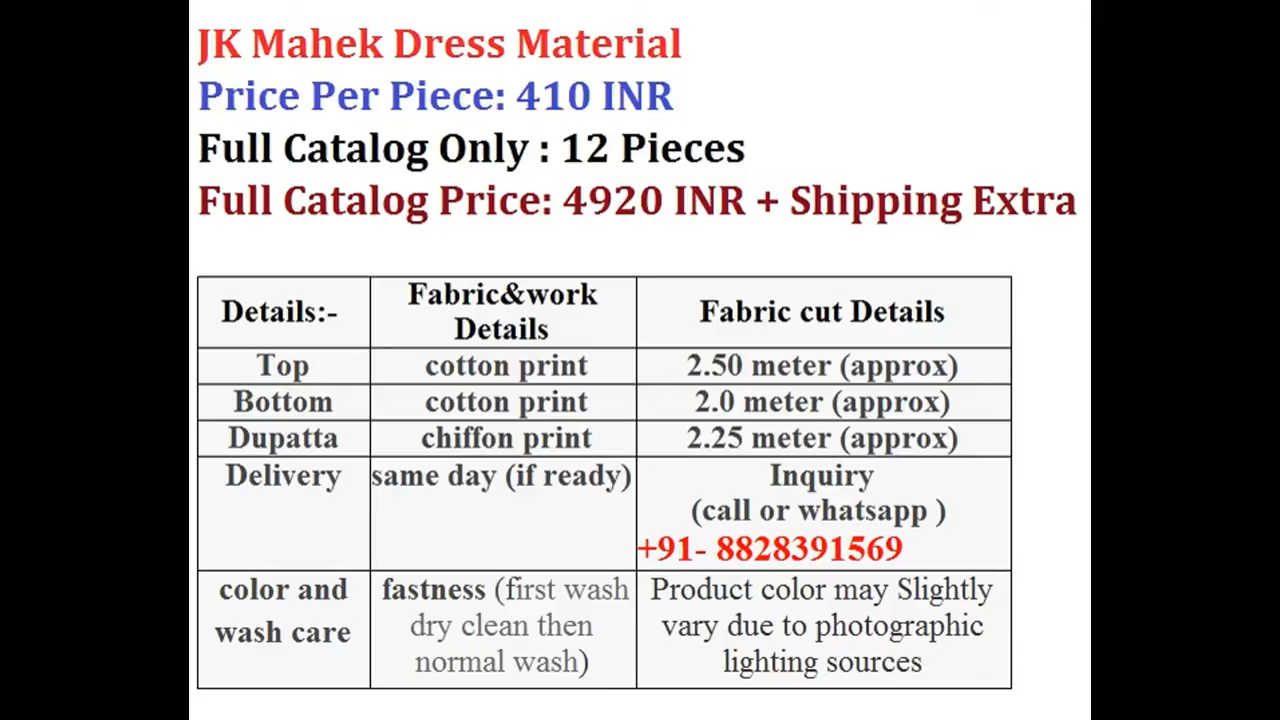 JK Mahek Dress Material
Price Per Piece: 410 INR
Full Catalog Only : 12 Pieces
Full Catalog Price: 4920 INR + Shipping Extra
Details:-
Fabric&work
Details
Fabric cut Details
Top
cotton print
2.50 meter (approx)
Bottom
cotton print
2.0 meter (approx)
Dupatta
chiffon print
2.25 meter (approx)
Delivery
same day (if ready)
Inquiry
(call or whatsapp )
+91- 8828391569
color and
wash care
fastness (first wash
dry clean then
normal wash)
Product color may Slightly
vary due to photographic
lighting sources